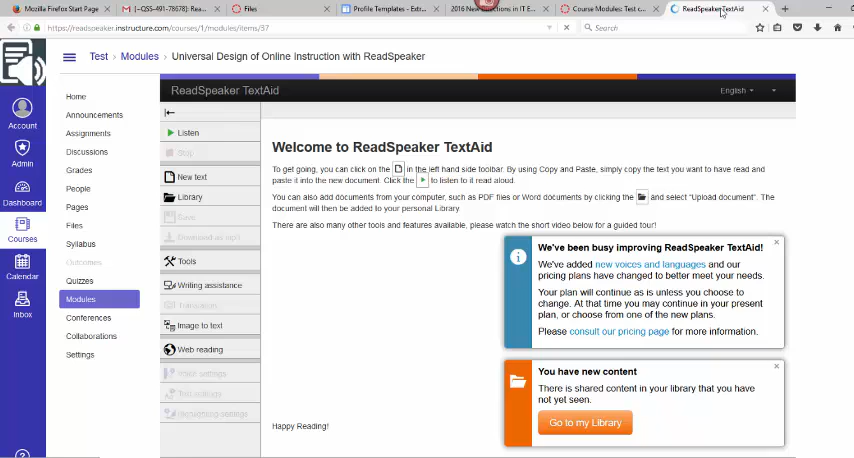 Mozilla Firefox Start Page
[-QSS-491-78678]: Rea...
Files
Profile Templates - Extr...
2016 New Directions in IT E...
Course Modules: Test c...
ReadSpeaker TextAid
https://readspeaker.instructure.com/courses/1/modules/items/37
Search
Test > Modules > Universal Design of Online Instruction with ReadSpeaker
Account
Admin
Dashboard
Courses
Calendar
Inbox
Home
Announcements
Assignments
Discussions
Grades
People
Pages
Files
Syllabus
Outcomes
Quizzes
Modules
Conferences
Collaborations
Settings
ReadSpeaker TextAid
English
Listen
Stop
New text
Library
Save
Download as mp3
Tools
Writing assistance
Translation
Image to text
Web reading
Voice settings
Text settings
Highlighting settings
Welcome to ReadSpeaker TextAid
To get going, you can click on the in the left hand side toolbar. By using Copy and Paste, simply copy the text you want to have read and
paste it into the new document. Click the to listen to it read aloud.
You can also add documents from your computer, such as PDF files or Word documents by clicking the and select "Upload document". The
document will then be added to your personal Library.
There are also many other tools and features available, please watch the short video below for a guided tour!
We've been busy improving ReadSpeaker TextAid!
We've added new voices and languages and our
pricing plans have changed to better meet your needs.
Your plan will continue as is unless you choose to
change. At that time you may continue in your present
plan, or choose from one of the new plans.
Please consult our pricing page for more information.
You have new content
There is shared content in your library that you have
not yet seen.
Go to my Library
Happy Reading!